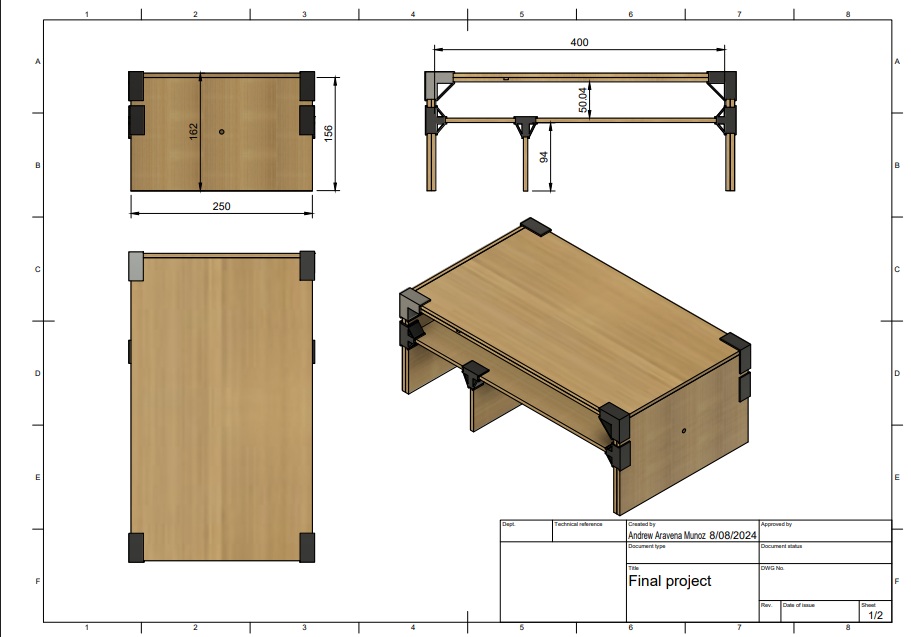 1 2 3 4 5 6 7 8
A A
400
50.04
162
156
B 94 B
250
C C
D D
E E
Dept. Technical reference Created by Approved by
Andrew Aravena Munoz 8/08/2024
Document type Document status
Title DWG No.
F Final project F
Rev. Date of issue Sheet
1/2
1 2 3 4 5 6 7 8